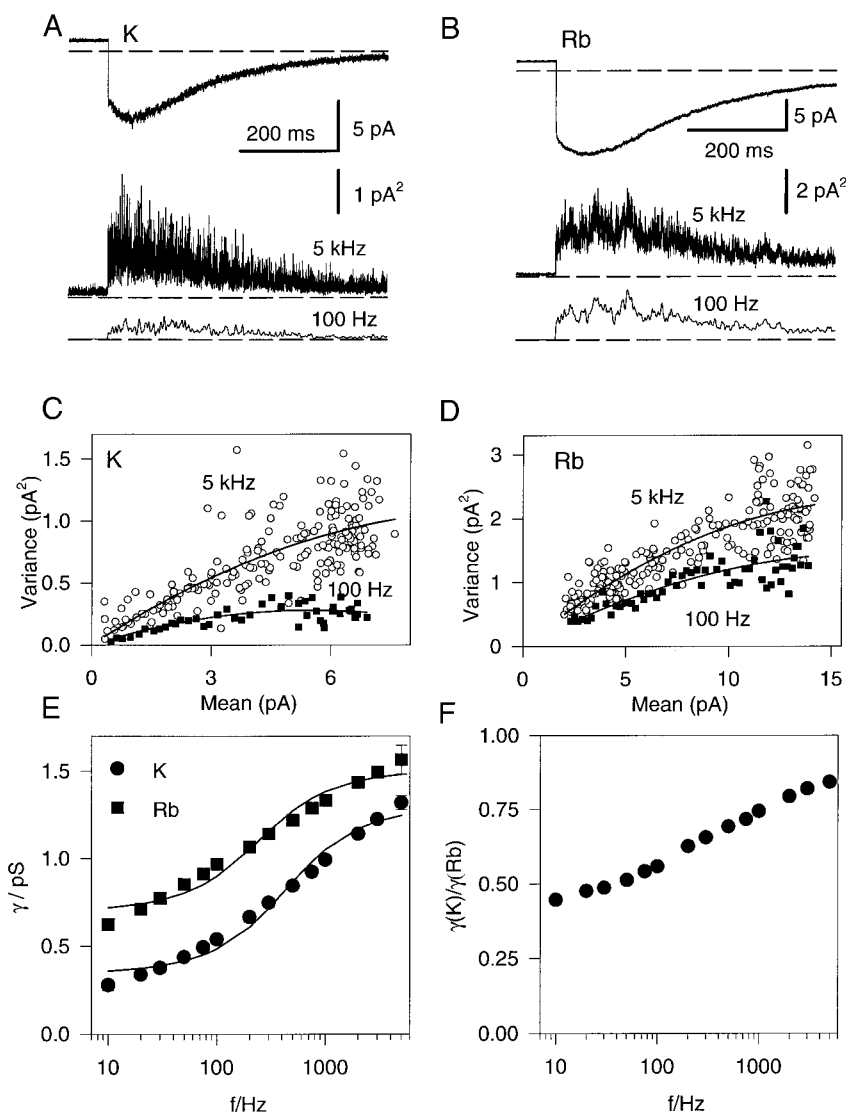 A
K
200 ms
5 pA
1 pA²
5 kHz
100 Hz
B
Rb
5 pA
200 ms
2 pA²
5 kHz
100 Hz
C
K
5 kHz
100 Hz
Variance (pA²)
1.5
1.0
0.5
0.0
0 3 6
Mean (pA)
D
Rb
5 kHz
100 Hz
Variance (pA²)
3
2
1
0
0 5 10 15
Mean (pA)
E
K
Rb
γ / pS
1.5
1.0
0.5
0.0
10 100 1000
f/Hz
F
γ(K)/γ(Rb)
1.00
0.75
0.50
0.25
0.00
10 100 1000
f/Hz